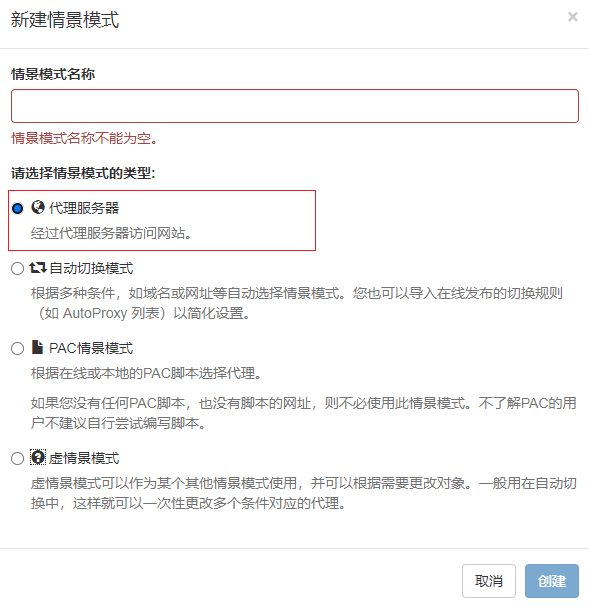 新建情景模式
×
情景模式名称
情景模式名称不能为空。
请选择情景模式的类型:
代理服务器
经过代理服务器访问网站。
自动切换模式
根据多种条件，如域名或网址等自动选择情景模式。您也可以导入在线发布的切换规则
（如 AutoProxy 列表）以简化设置。
PAC情景模式
根据在线或本地的PAC脚本选择代理。
如果您没有任何PAC脚本，也没有脚本的网址，则不必使用此情景模式。不了解PAC的用
户不建议自行尝试编写脚本。
虚情景模式
虚情景模式可以作为某个其他情景模式使用，并可以根据需要更改对象。一般用在自动切
换中，这样就可以一次性更改多个条件对应的代理。
取消
创建